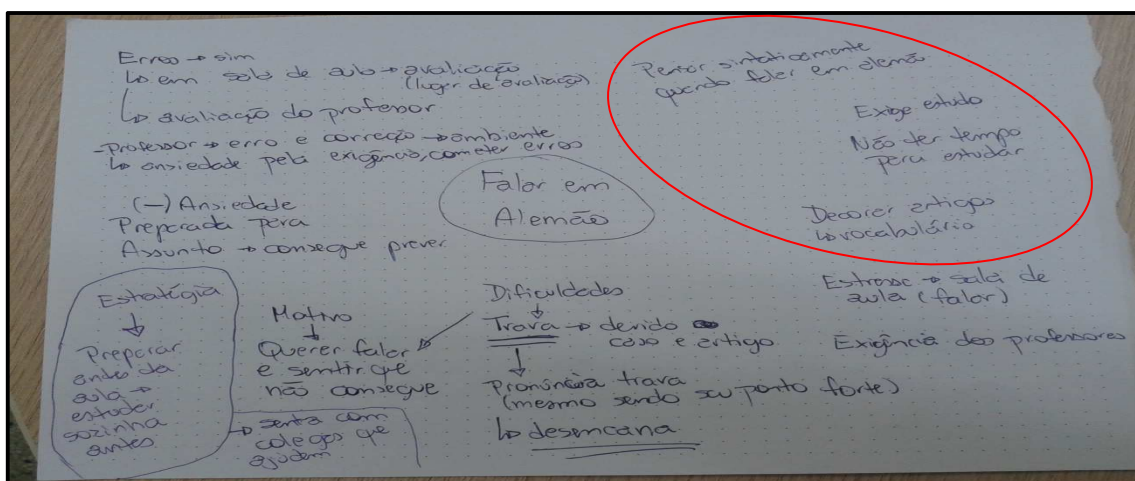 Erros → sim
↳ em sala de aula → avaliação
(lugar de avaliação)
↳ avaliação do professor
- Professor → erro e correção → ambiente
↳ ansiedade pela exigência, cometer erros
(-) Ansiedade
Preparada para
Assunto → consegue prever
Falar em
Alemão
Pensar sintaticamente
quando falar em alemão
Exige estudo
Não ter tempo
para estudar
Decorar artigos
↳ vocabulário
Estresse → sala de
aula (falar)
Exigência dos professores
Estratégia
↓
Preparar
antes da
aula →
estudar
sozinha
antes
→ senta com
colegas que
ajudem
Motivo
↓
Querer falar
e sentir que
não consegue
Dificuldades
↓
Trava → devido
caso e artigo
↓
Pronúncia trava
(mesmo sendo seu ponto forte)
↳ desencana